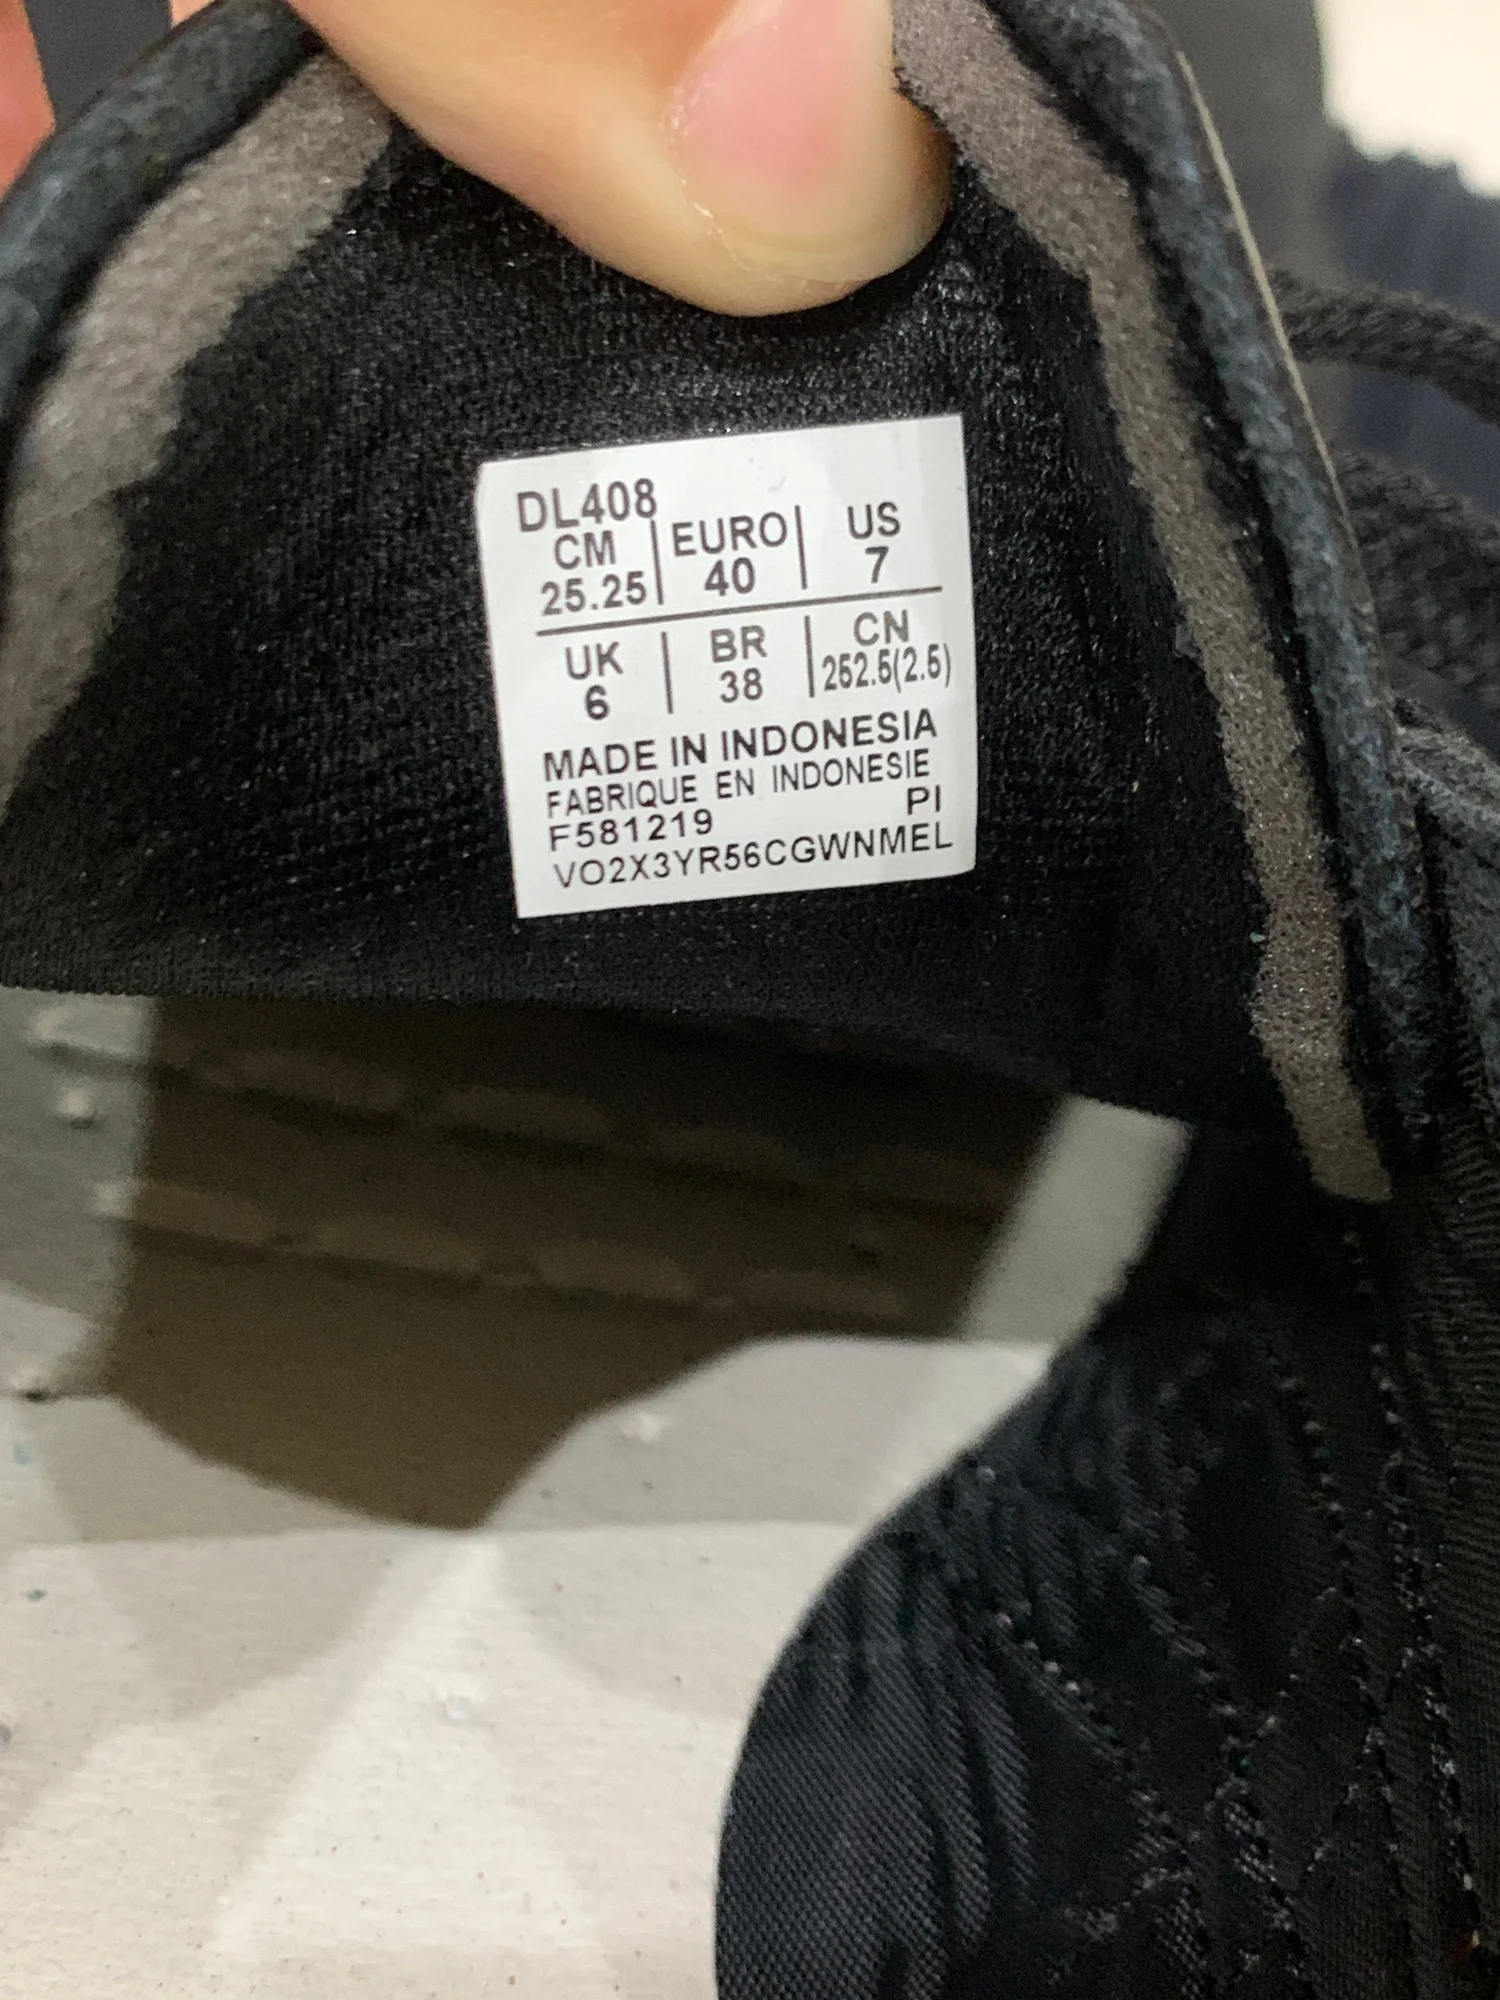 DL408
CM | EURO | US
25.25 | 40 | 7
UK | BR | CN
6 | 38 | 252.5(2.5)
MADE IN INDONESIA
FABRIQUE EN INDONESIE
F581219 PI
VO2X3YR56CGWNMEL